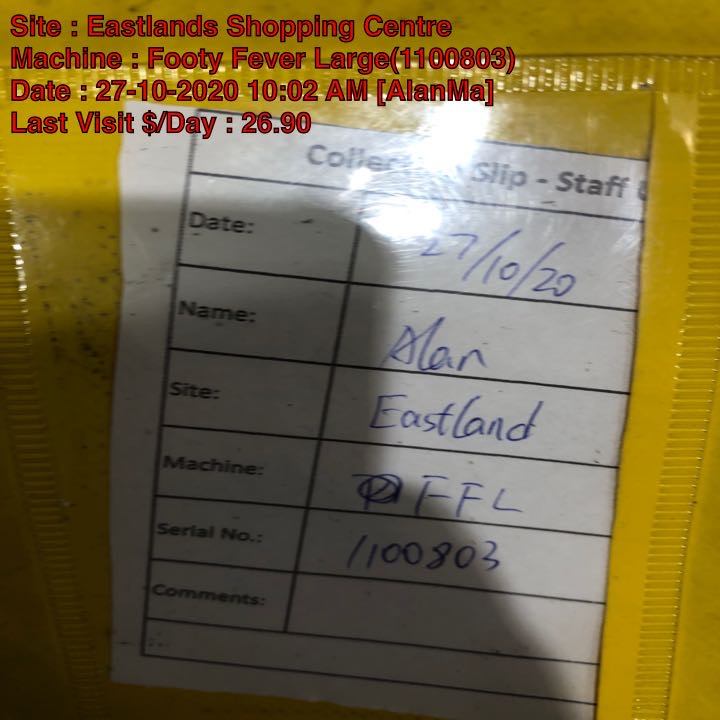 Site : Eastlands Shopping Centre
Machine : Footy Fever Large(1100803)
Date : 27-10-2020 10:02 AM [AlanMa]
Last Visit $/Day : 26.90
Slip - Staff
Date: 27/10/20
Name: Alan
Site: Eastland
Machine: FFL
Serial No.: 1100803
Comments: